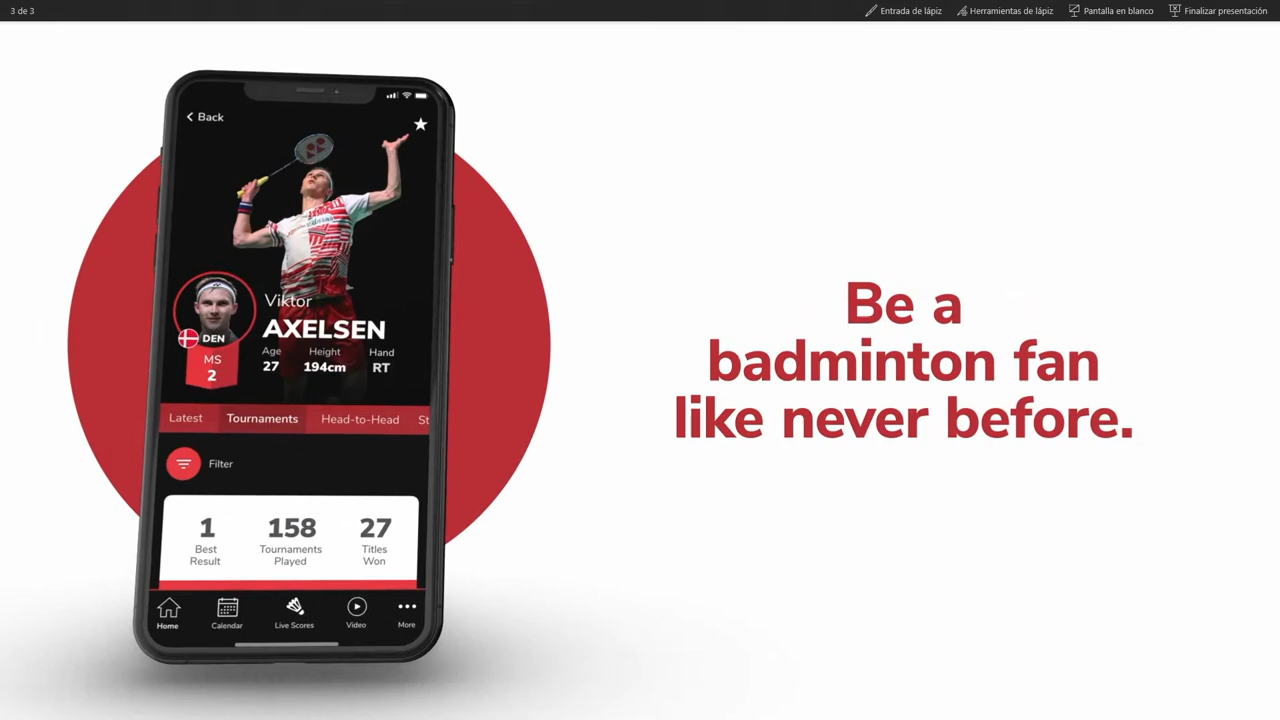 3 de 3
Entrada de lápiz
Herramientas de lápiz
Pantalla en blanco
Finalizar presentación
Back
Viktor
AXELSEN
DEN
MS
2
Age
27
Height
194cm
Hand
RT
Latest
Tournaments
Head-to-Head
St
Filter
1
Best
Result
158
Tournaments
Played
27
Titles
Won
Home
Calendar
Live Scores
Video
More
Be a
badminton fan
like never before.